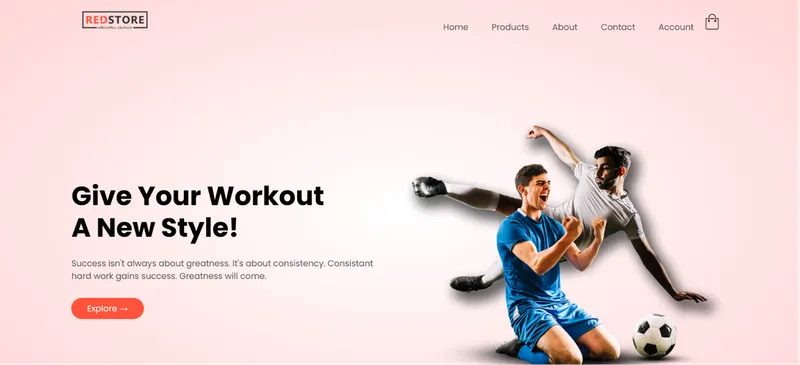 REDSTORE
Home Products About Contact Account
Give Your Workout
A New Style!
Success isn't always about greatness. It's about consistency. Consistant
hard work gains success. Greatness will come.
Explore →